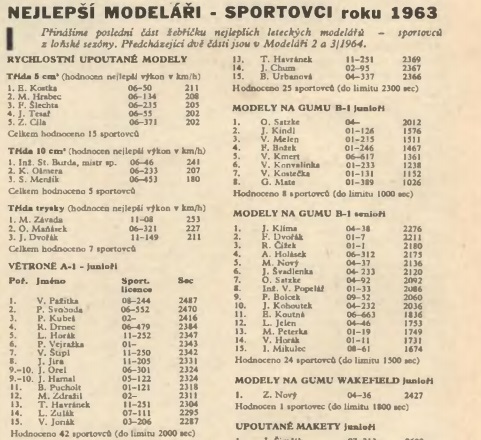 NEJLEPŠÍ MODELÁŘI - SPORTOVCI roku 1963
Přinášíme poslední část žebříčku nejlepších leteckých modelářů – sportovců
z loňské sezóny. Předcházející dvě části jsou v Modeláři 2 a 3/1964.
RYCHLOSTNÍ UPOUTANÉ MODELY
Třída 5 cm³ (hodnocen nejlepší výkon v km/h)
1. E. Kostka 06-50 211
2. M. Hrabec 06-134 208
3. F. Šlechta 06-235 205
4. J. Tesař 06-55 202
5. Z. Cíla 06-371 202
Celkem hodnoceno 15 sportovců
Třída 10 cm³ (hodnocen nejlepší výkon v km/h)
1. Inž. St. Burda, mistr sp. 06-46 241
2. K. Olmera 06-233 207
3. S. Menšík 06-453 180
Celkem hodnoceno 5 sportovců
Třída trysky (hodnocen nejlepší výkon v km/h)
1. M. Závada 11-08 253
2. O. Maňásek 06-321 227
3. J. Dvořák 11-149 211
Celkem hodnoceno 7 sportovců
VĚTRONĚ A-1 - junioři
Poř. Jméno Sport. licence Sec
1. V. Pažitka 08-244 2487
2. P. Svoboda 06-552 2470
3. P. Kubeš 02- 2416
4. R. Drnec 06-479 2384
5. L. Horák 11-252 2347
6. P. Vejražka 01- 2343
7. V. Štípl 11-250 2342
8. J. Jíra 11-205 2331
9.-10. J. Orel 06-301 2324
9.-10. J. Hamal 05-122 2324
11. B. Pucholt 01-121 2318
12. M. Zdražil 02- 2311
13. T. Havránek 11-251 2304
14. L. Zulák 07-111 2295
15. V. Jonák 03-206 2287
Hodnoceno 42 sportovců (do limitu 2000 sec)
13. T. Havránek 11-251 2369
14. J. Chum 02-95 2367
15. B. Urbanová 04-337 2366
Hodnoceno 25 sportovců (do limitu 2300 sec)
MODELY NA GUMU B-1 junioři
1. O. Satzke 04- 2012
2. J. Kindl 01-126 1576
3. V. Melen 01-215 1511
4. F. Božek 01-246 1467
5. V. Kmert 06-617 1361
6. V. Konvalinka 01-233 1238
7. V. Kostečka 01-131 1152
8. G. Mate 01-389 1026
Hodnoceno 8 sportovců (do limitu 1000 sec)
MODELY NA GUMU B-1 senioři
1. J. Klíma 04-38 2276
2. F. Dvořák 01-7 2211
3. R. Čížek 01-1 2180
4. A. Holásek 06-312 2175
5. M. Nový 04-37 2136
6. J. Švadlenka 04-233 2120
7. O. Satzke 04-92 2092
8. Inž. V. Popelář 01-33 2086
9. P. Bolcek 09-52 2060
10. J. Kohoutek 04-232 2036
11. E. Koutná 06-663 1836
12. L. Jelen 04-46 1753
13. M. Peterka 01-19 1749
14. V. Horák 01-11 1731
15. I. Mikulec 08-61 1674
Hodnoceno 24 sportovců (do limitu 1500 sec)
MODELY NA GUMU WAKEFIELD junioři
1. Z. Nový 04-36 2427
Hodnocen 1 sportovec (do limitu 1800 sec)
UPOUTANÉ MAKETY junioři